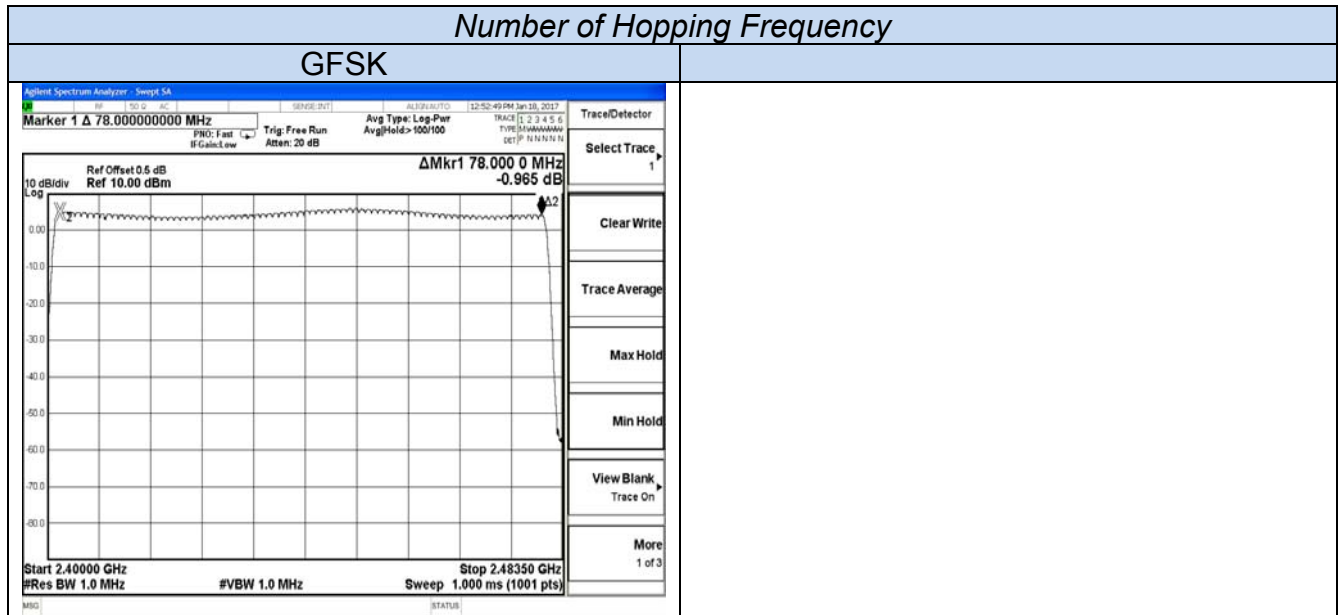 Number of Hopping Frequency
GFSK
Agilent Spectrum Analyzer - Swept SA
RF 50 Ω AC SENSE:INT ALIGN AUTO 12:52:49 PM Jan 18, 2017
Marker 1 Δ 78.000000000 MHz
PNO: Fast
IFGain:Low
Trig: Free Run
Atten: 20 dB
Avg Type: Log-Pwr
Avg|Hold:>100/100
TRACE 1 2 3 4 5 6
TYPE
DET P N N N N N
Ref Offset 0.5 dB
10 dB/div Ref 10.00 dBm
Log
ΔMkr1 78.000 0 MHz
-0.965 dB
2
Δ2
0.00
-10.0
-20.0
-30.0
-40.0
-50.0
-60.0
-70.0
-80.0
Start 2.40000 GHz
Stop 2.48350 GHz
#Res BW 1.0 MHz
#VBW 1.0 MHz
Sweep 1.000 ms (1001 pts)
MSG
STATUS
Trace/Detector
Select Trace
1
Clear Write
Trace Average
Max Hold
Min Hold
View Blank
Trace On
More
1 of 3